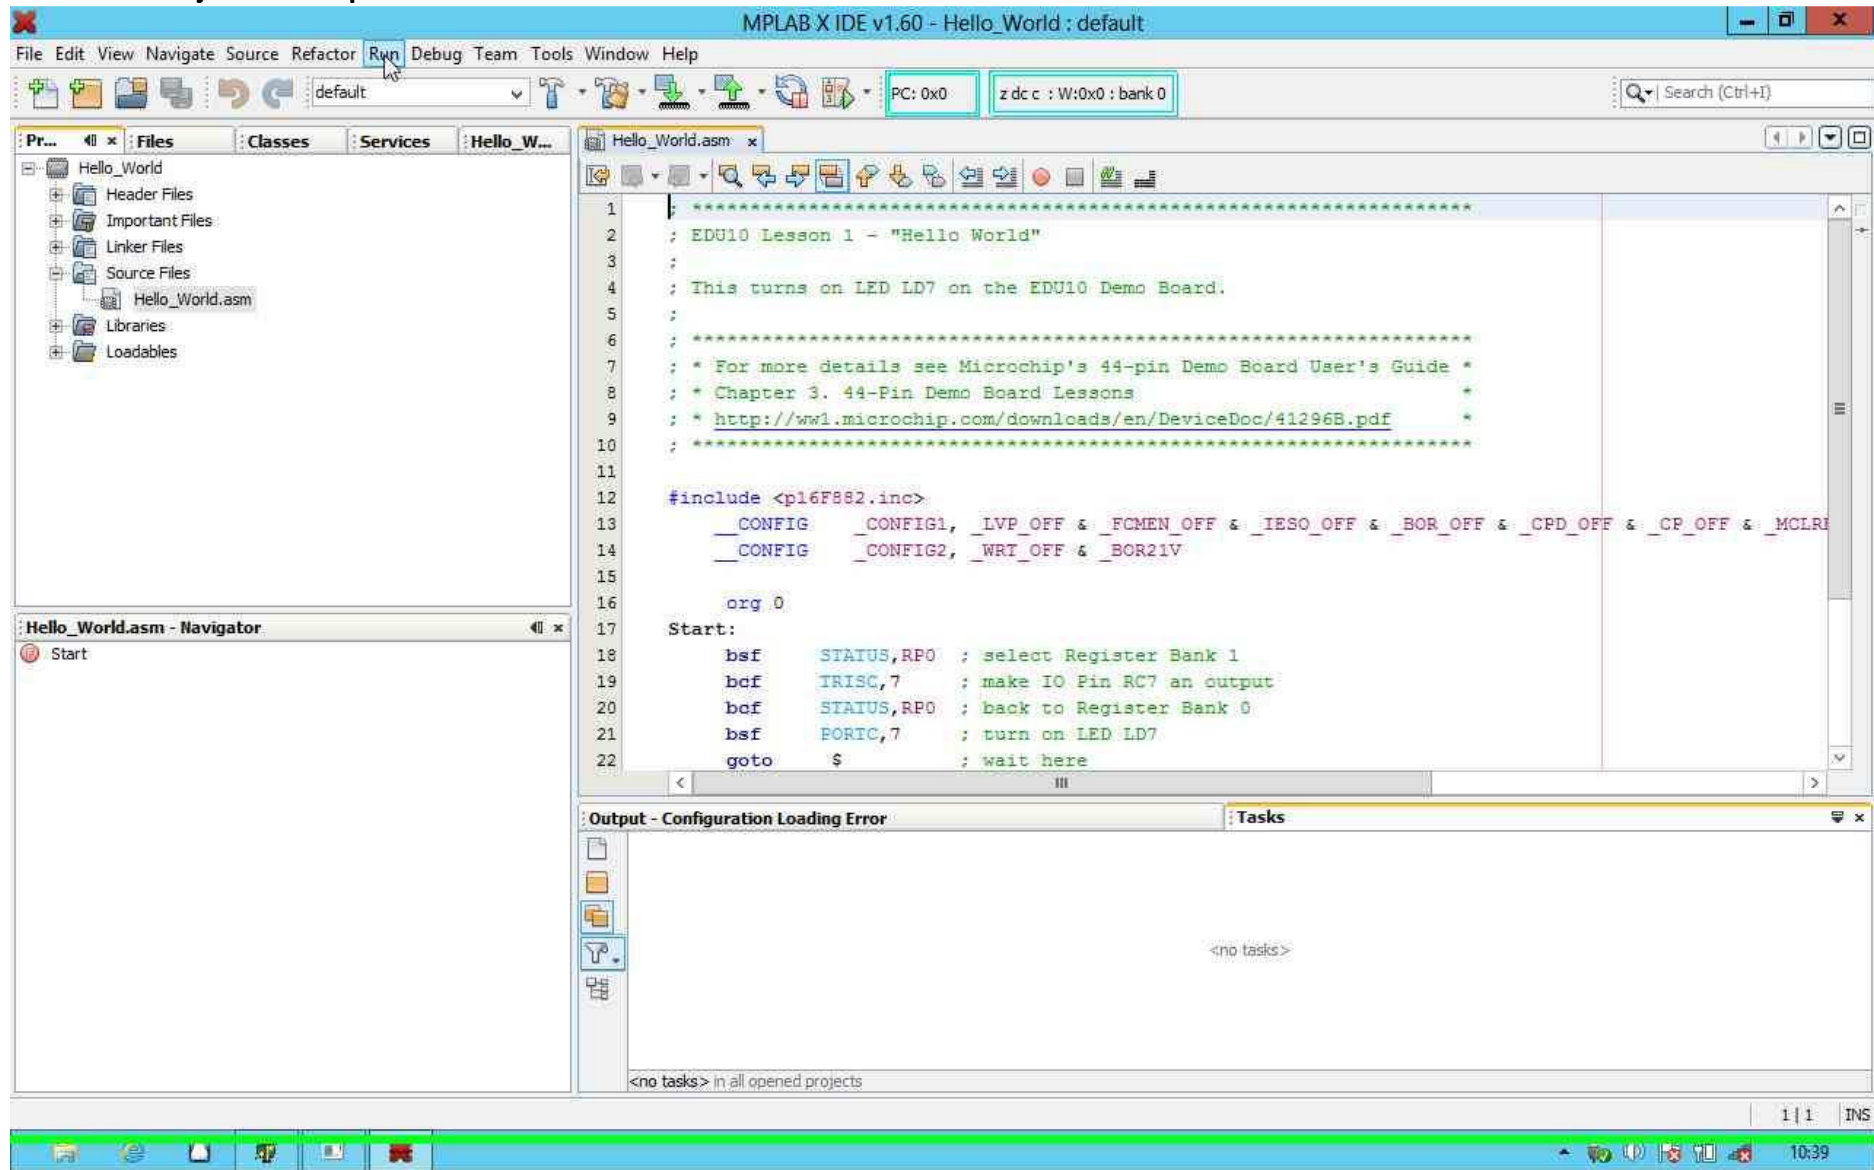 MPLAB X IDE v1.60 - Hello_World : default
File Edit View Navigate Source Refactor Run Debug Team Tools Window Help
default
PC: 0x0
z dc c : W:0x0 : bank 0
Search (Ctrl+I)
Pr... Files Classes Services Hello_W...
Hello_World.asm
Hello_World
Header Files
Important Files
Linker Files
Source Files
Hello_World.asm
Libraries
Loadables
Hello_World.asm - Navigator
Start
1 ; *******************************************************************
2 ; EDU10 Lesson 1 - "Hello World"
3 ;
4 ; This turns on LED LD7 on the EDU10 Demo Board.
5 ;
6 ; *******************************************************************
7 ; * For more details see Microchip's 44-pin Demo Board User's Guide *
8 ; * Chapter 3. 44-Pin Demo Board Lessons *
9 ; * http://ww1.microchip.com/downloads/en/DeviceDoc/41296B.pdf *
10 ; *******************************************************************
11
12 #include <p16F882.inc>
13 __CONFIG _CONFIG1, _LVP_OFF & _FCMEN_OFF & _IESO_OFF & _BOR_OFF & _CPD_OFF & _CP_OFF & _MCLRE
14 __CONFIG _CONFIG2, _WRT_OFF & _BOR21V
15
16 org 0
17 Start:
18 bsf STATUS,RP0 ; select Register Bank 1
19 bcf TRISC,7 ; make IO Pin RC7 an output
20 bcf STATUS,RP0 ; back to Register Bank 0
21 bsf PORTC,7 ; turn on LED LD7
22 goto $ ; wait here
Output - Configuration Loading Error
Tasks
<no tasks>
<no tasks> in all opened projects
1 | 1 INS
10:39